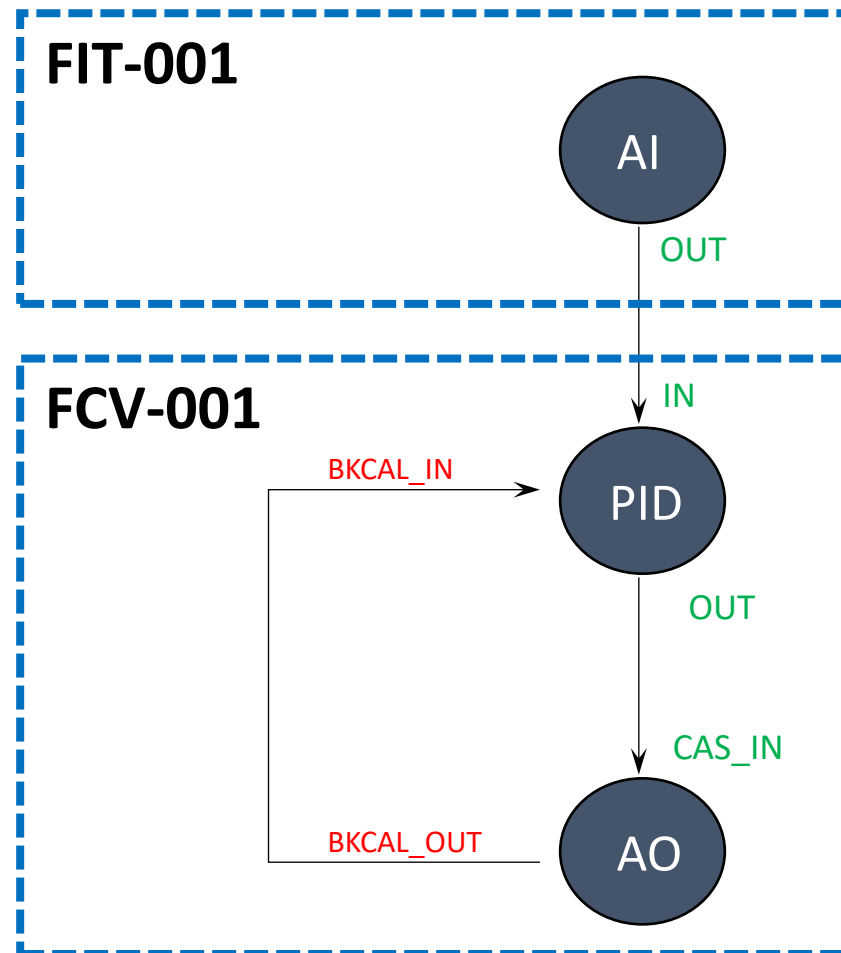 FIT-001
AI
OUT
FCV-001
IN
BKCAL_IN
PID
OUT
CAS_IN
BKCAL_OUT
AO